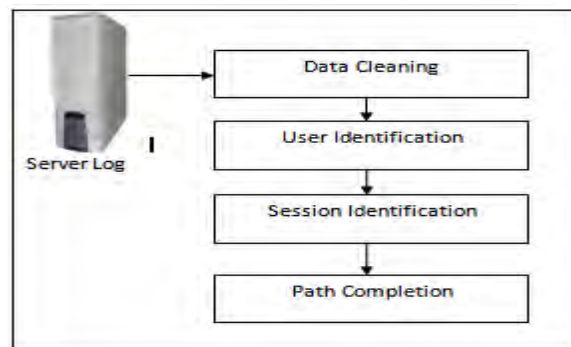 Data Cleaning
User Identification
Server Log
Session Identification
Path Completion